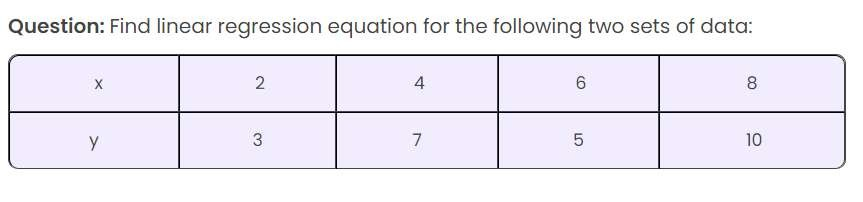 Question: Find linear regression equation for the following two sets of data:
x 2 4 6 8
y 3 7 5 10